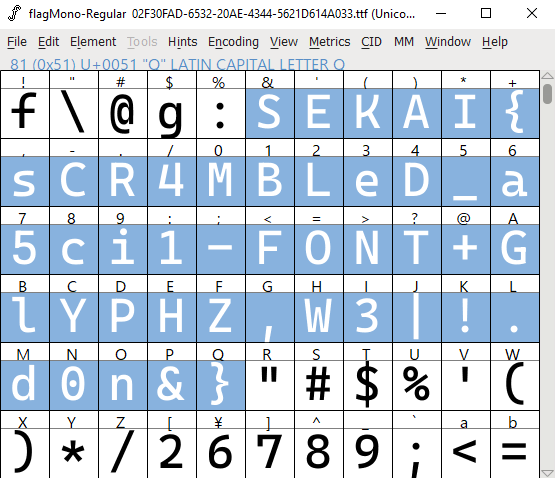 flagMono-Regular 02F30FAD-6532-20AE-4344-5621D614A033.ttf (Unico...
File Edit Element Tools Hints Encoding View Metrics CID MM Window Help
81 (0x51) U+0051 "Q" LATIN CAPITAL LETTER Q
! " # $ % & ' ( ) * +
f \ @ g : S E K A I {
, - . / 0 1 2 3 4 5 6
s C R 4 M B L e D _ a
7 8 9 : ; < = > ? @ A
5 c i 1 - F O N T + G
B C D E F G H I J K L
l Y P H Z , W 3 | ! .
M N O P Q R S T U V W
d 0 n & } " # $ % ' (
X Y Z [ ¥ ] ^ _ ` a b
) * / 2 6 7 8 9 ; < =